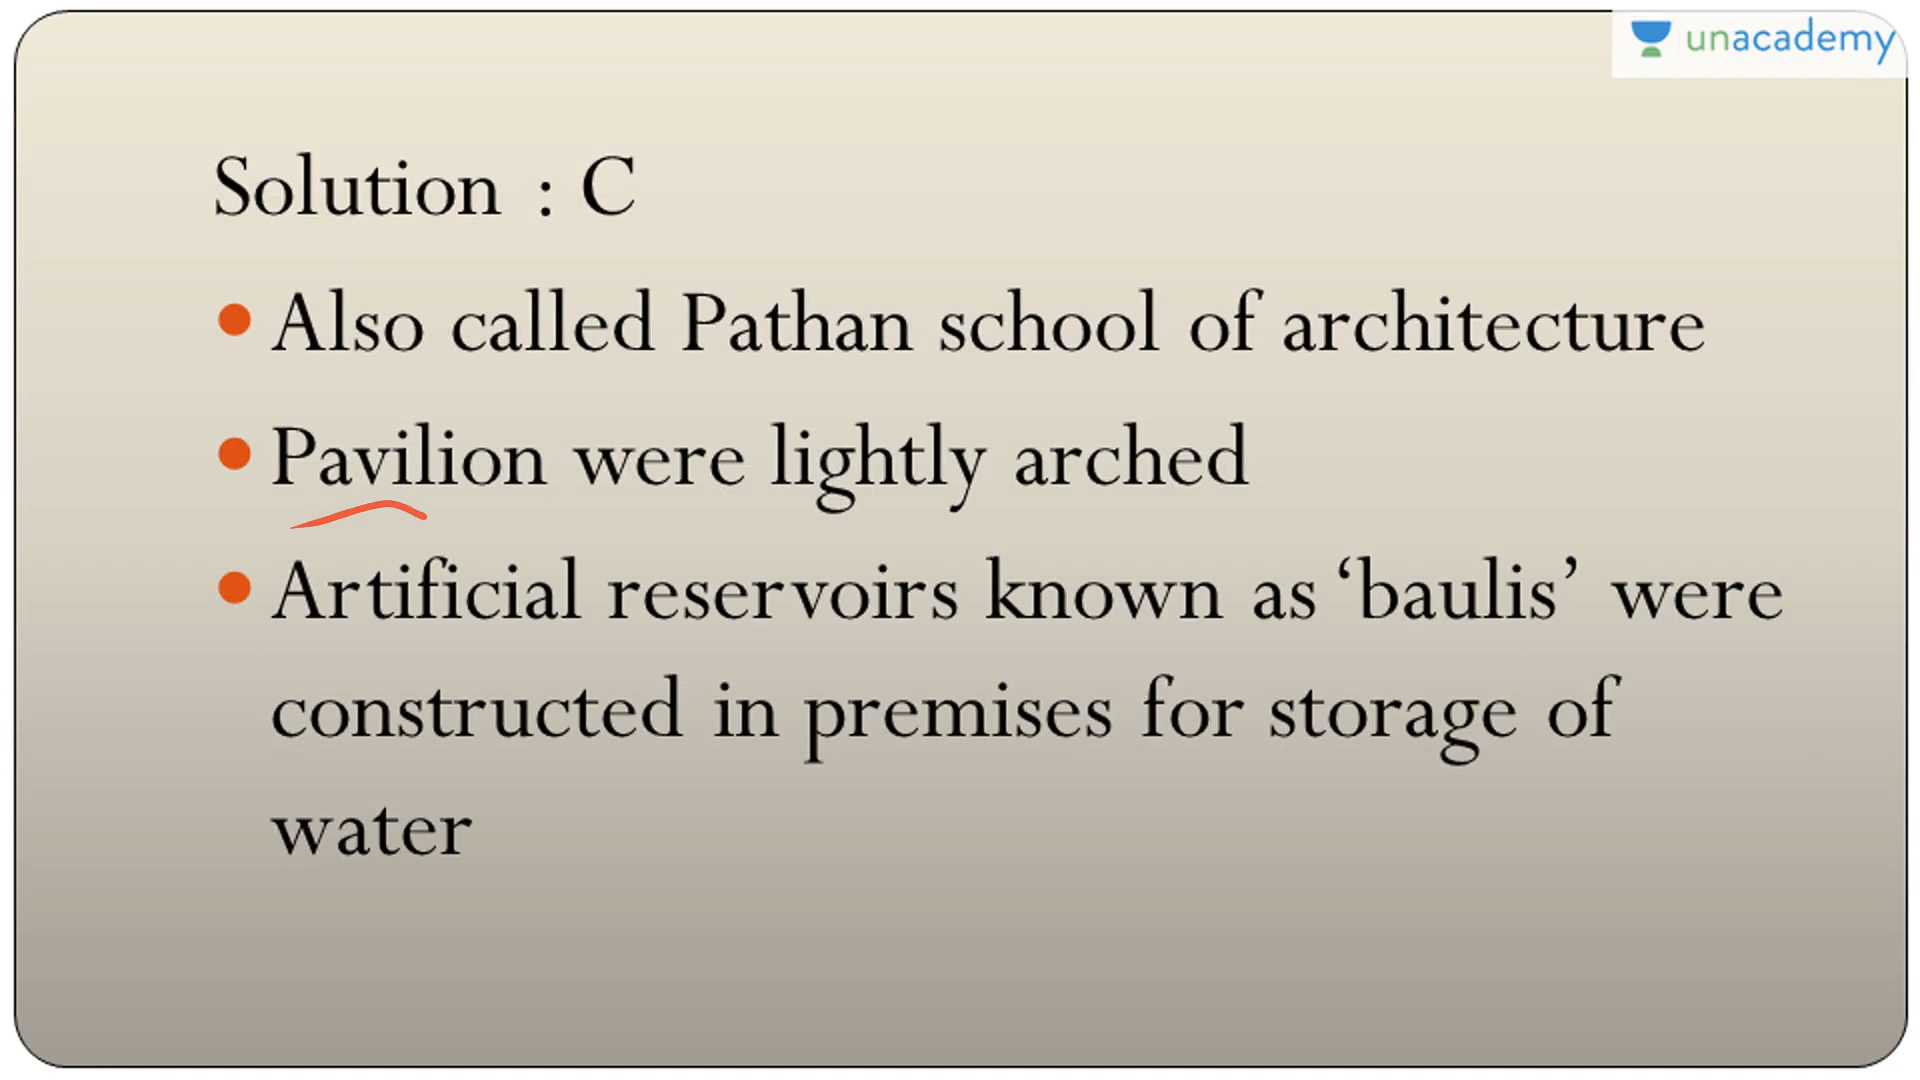 unacademy
Solution : C
• Also called Pathan school of architecture
• Pavilion were lightly arched
• Artificial reservoirs known as ‘baulis’ were
constructed in premises for storage of
water